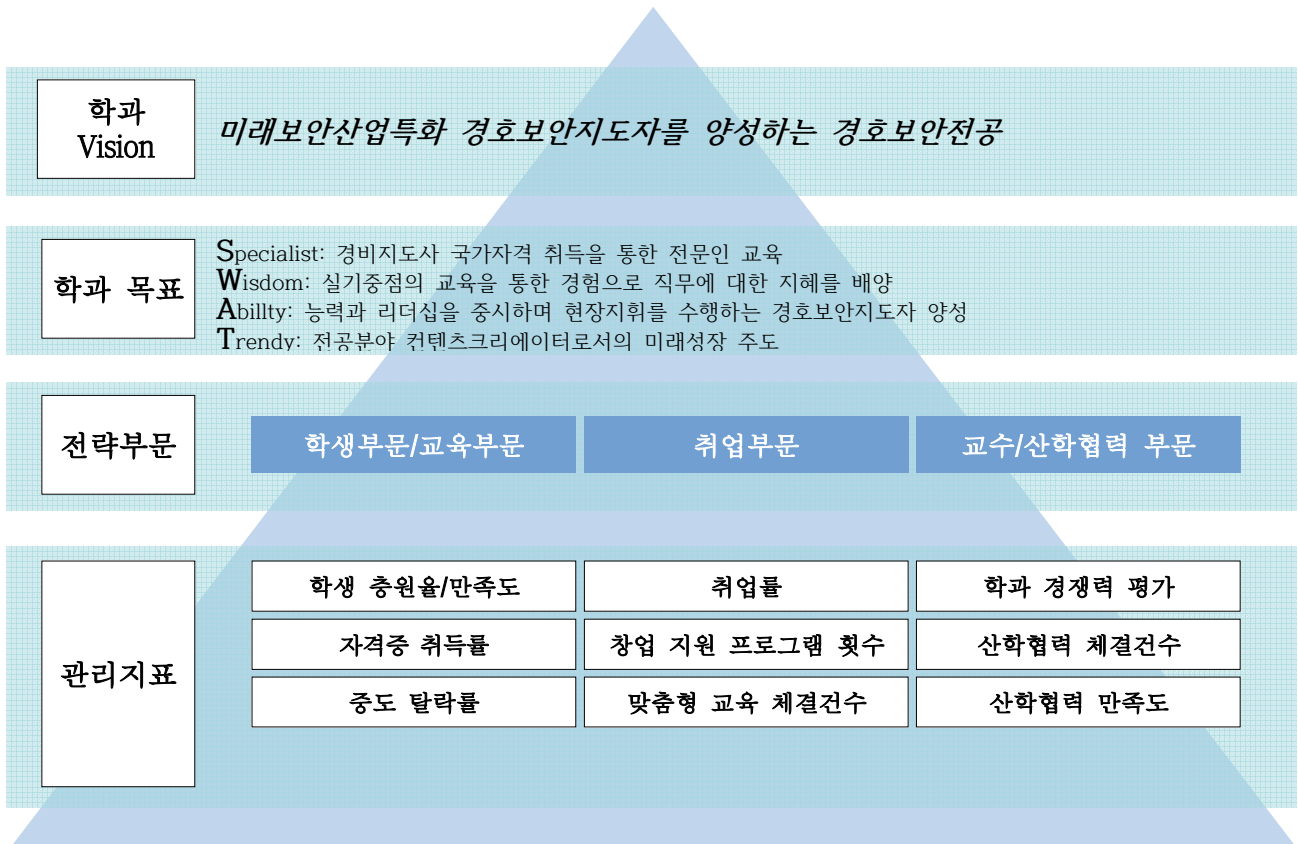 학과
Vision
미래보안산업특화 경호보안지도자를 양성하는 경호보안전공
학과 목표
Specialist: 경비지도사 국가자격 취득을 통한 전문인 교육
Wisdom: 실기중점의 교육을 통한 경험으로 직무에 대한 지혜를 배양
Abillty: 능력과 리더십을 중시하며 현장지휘를 수행하는 경호보안지도자 양성
Trendy: 전공분야 컨텐츠크리에이터로서의 미래성장 주도
전략부문
학생부문/교육부문
취업부문
교수/산학협력 부문
관리지표
학생 충원율/만족도
취업률
학과 경쟁력 평가
자격증 취득률
창업 지원 프로그램 횟수
산학협력 체결건수
중도 탈락률
맞춤형 교육 체결건수
산학협력 만족도